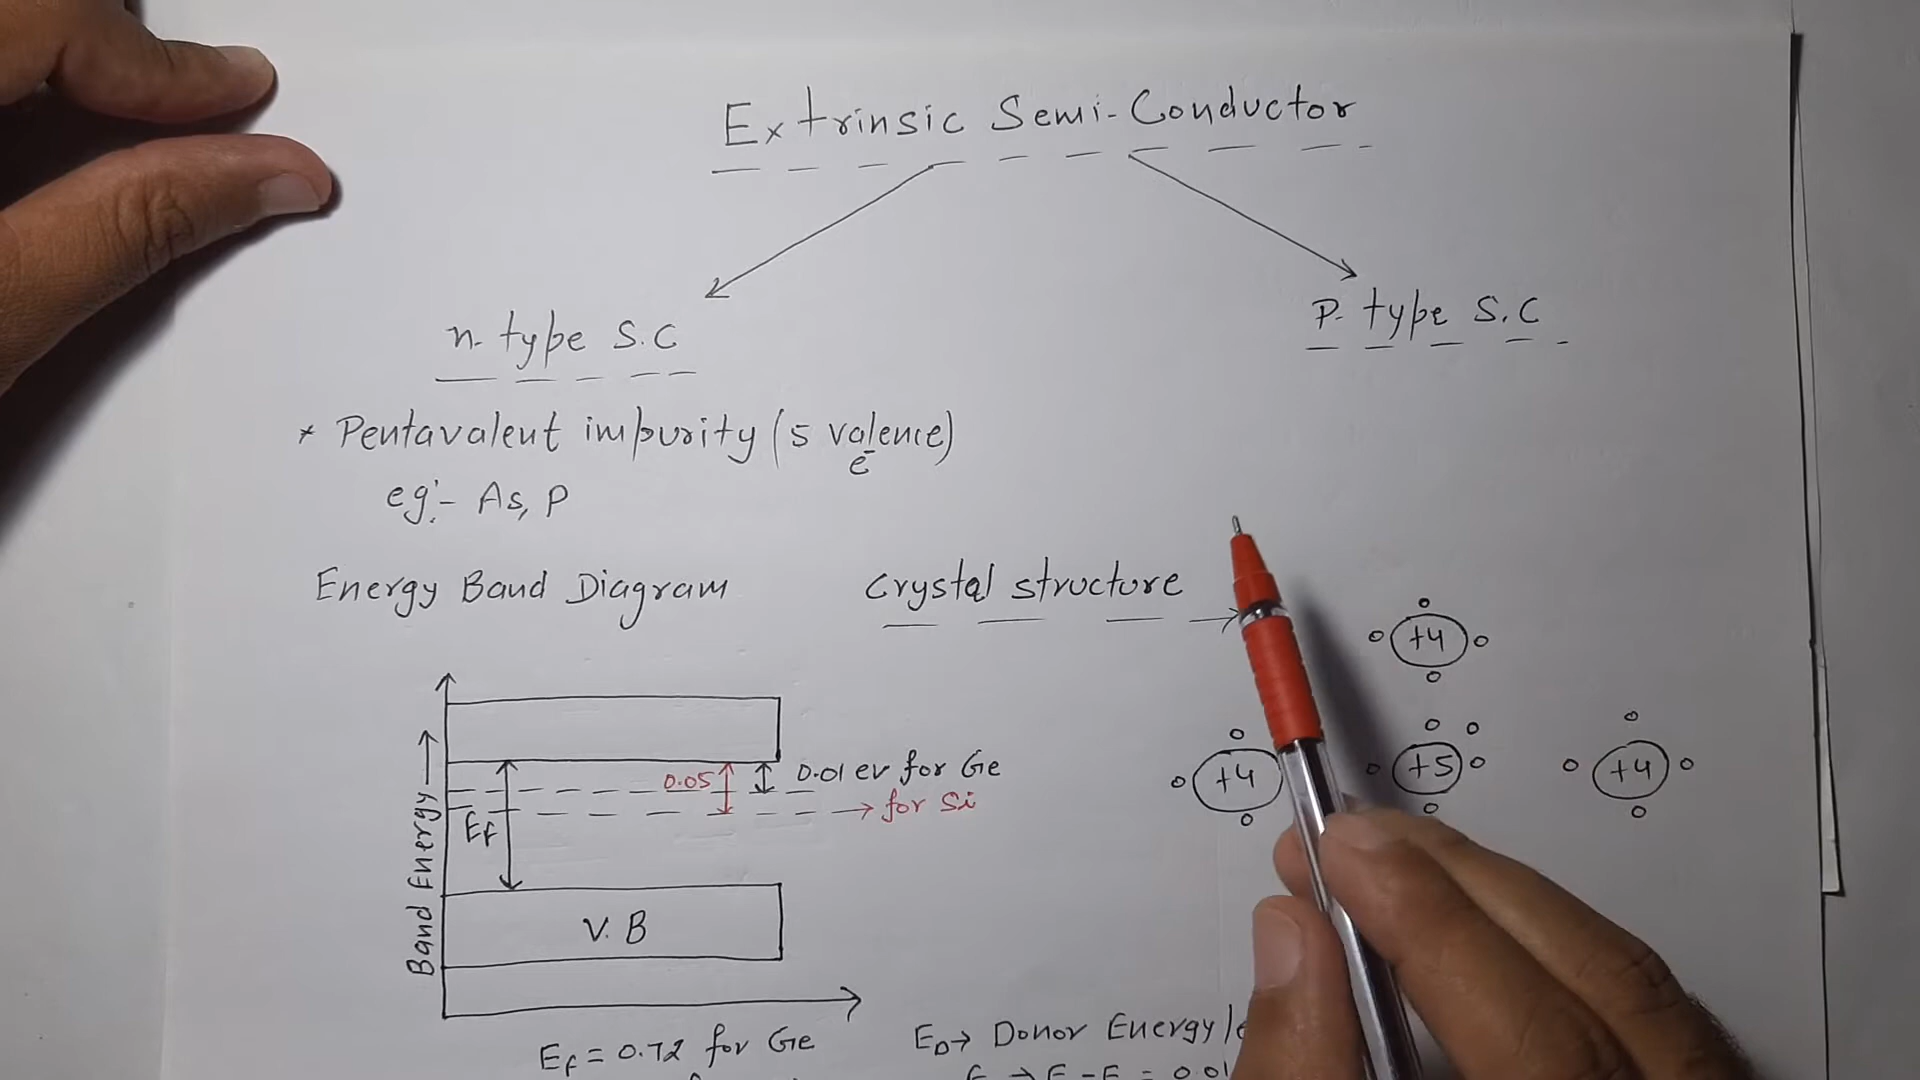 Extrinsic Semi-Conductor
n-type S.C
P-type S.C
* Pentavalent impurity (5 valence)
e⁻
eg:- As, P
Energy Band Diagram
Crystal structure
+4
+4
+5
+4
0.05
0.01 ev for Ge
for Si
EF
V.B
Band Energy
Ef = 0.72 for Ge
ED → Donor Energy